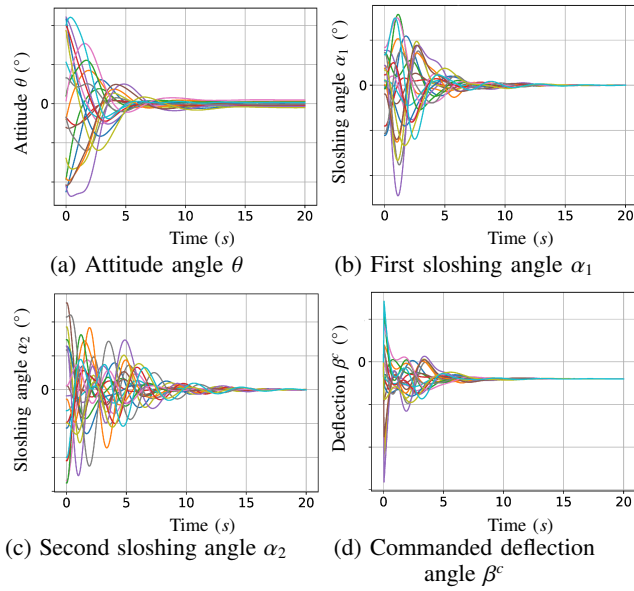 Attitude θ (°)
0
0 5 10 15 20
Time (s)
(a) Attitude angle θ
Sloshing angle α₁ (°)
0
0 5 10 15 20
Time (s)
(b) First sloshing angle α₁
Sloshing angle α₂ (°)
0
0 5 10 15 20
Time (s)
(c) Second sloshing angle α₂
Deflection βᶜ (°)
0
0 5 10 15 20
Time (s)
(d) Commanded deflection
angle βᶜ